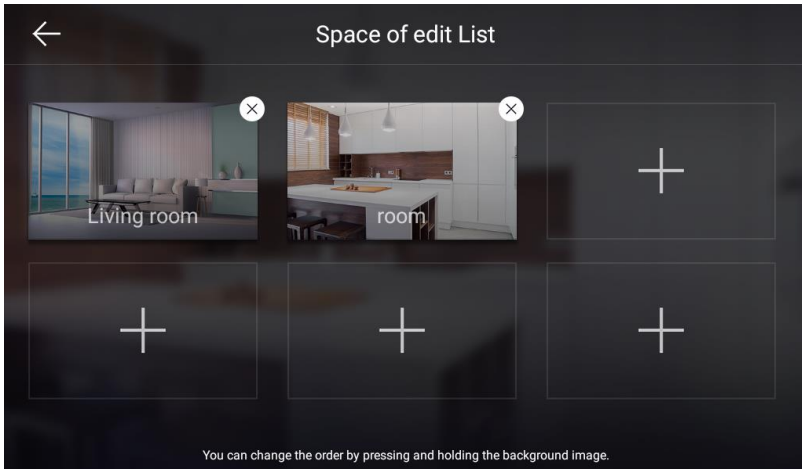 Space of edit List
Living room
room
You can change the order by pressing and holding the background image.